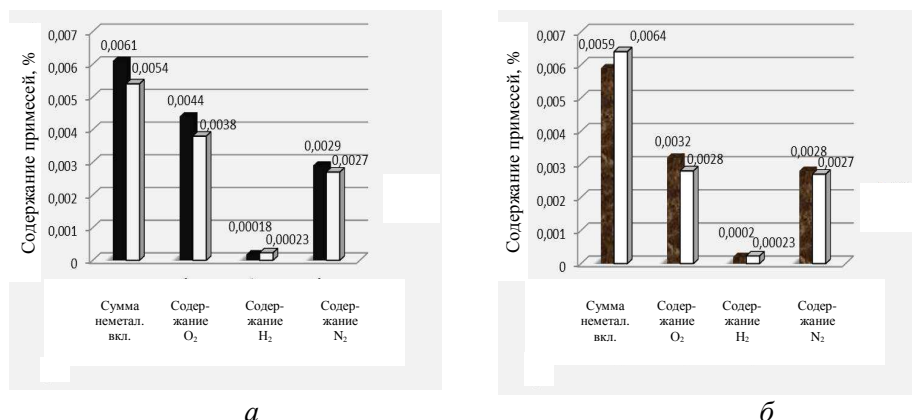 Содержание примесей, %
0,007
0,006
0,005
0,004
0,003
0,002
0,001
0
0,0061
0,0054
0,0044
0,0038
0,00018
0,00023
0,0029
0,0027
Сумма
неметал.
вкл.
Содер-
жание
O₂
Содер-
жание
H₂
Содер-
жание
N₂
а
Содержание примесей, %
0,007
0,006
0,005
0,004
0,003
0,002
0,001
0
0,0059
0,0064
0,0032
0,0028
0,0002
0,00023
0,0028
0,0027
Сумма
неметал.
вкл.
Содер-
жание
O₂
Содер-
жание
H₂
Содер-
жание
N₂
б